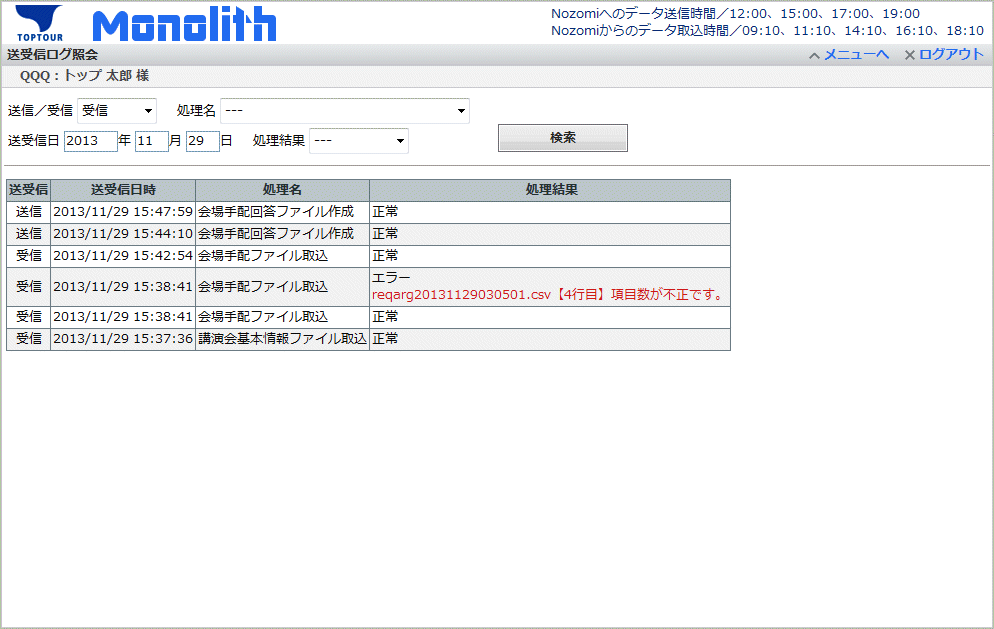 TOPTOUR
Monolith
Nozomiへのデータ送信時間／12:00、15:00、17:00、19:00
Nozomiからのデータ取込時間／09:10、11:10、14:10、16:10、18:10
送受信ログ照会
メニューへ ログアウト
QQQ：トップ 太郎 様
送信／受信 受信 処理名 ---
送受信日 2013 年 11 月 29 日 処理結果 --- 検索
送受信 送受信日時 処理名 処理結果
送信 2013/11/29 15:47:59 会場手配回答ファイル作成 正常
送信 2013/11/29 15:44:10 会場手配回答ファイル作成 正常
受信 2013/11/29 15:42:54 会場手配ファイル取込 正常
受信 2013/11/29 15:38:41 会場手配ファイル取込 エラー
reqarg20131129030501.csv【4行目】項目数が不正です。
受信 2013/11/29 15:38:41 会場手配ファイル取込 正常
受信 2013/11/29 15:37:36 講演会基本情報ファイル取込 正常